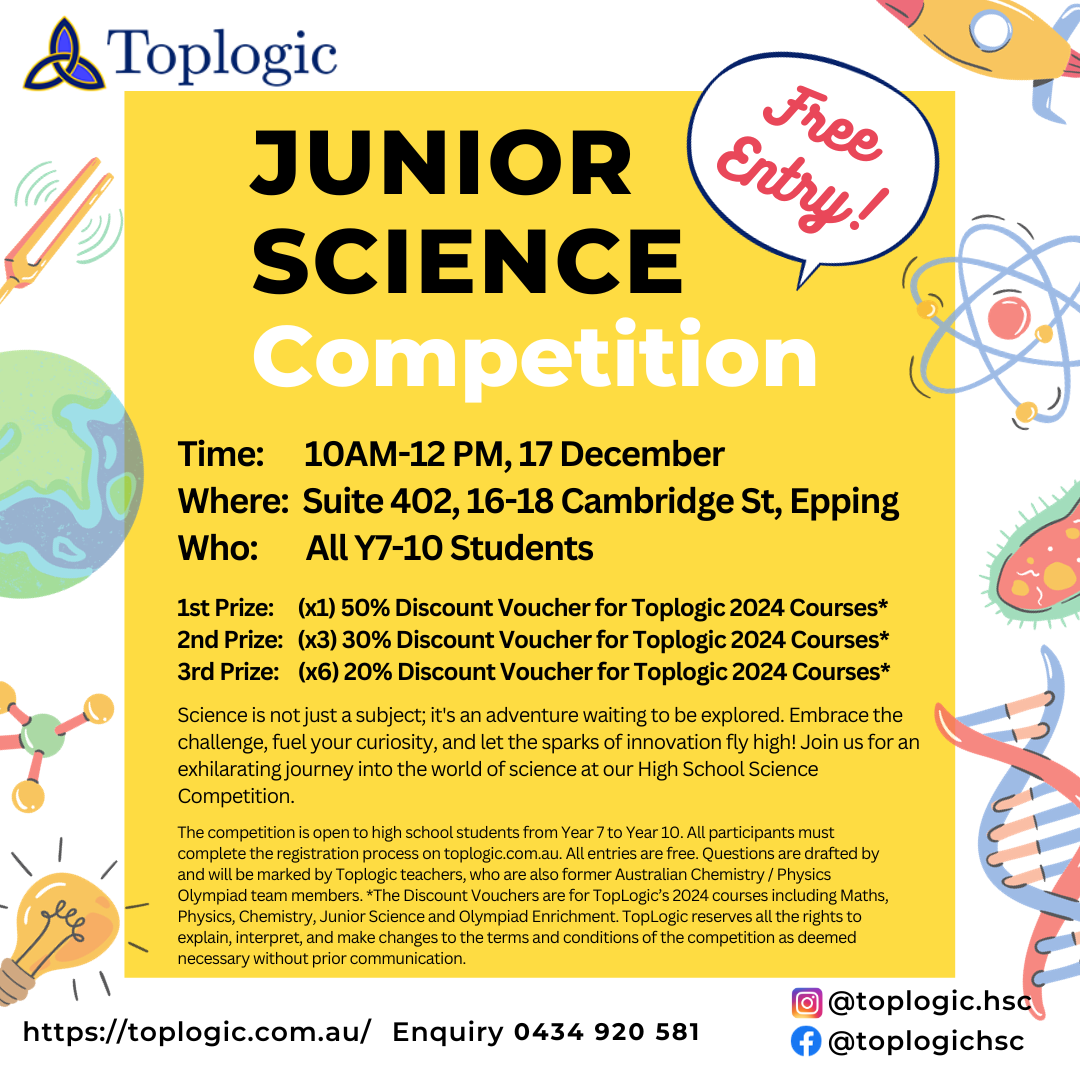 Toplogic
Free
Entry!
JUNIOR
SCIENCE
Competition
Time: 10AM-12 PM, 17 December
Where: Suite 402, 16-18 Cambridge St, Epping
Who: All Y7-10 Students
1st Prize: (x1) 50% Discount Voucher for Toplogic 2024 Courses*
2nd Prize: (x3) 30% Discount Voucher for Toplogic 2024 Courses*
3rd Prize: (x6) 20% Discount Voucher for Toplogic 2024 Courses*
Science is not just a subject; it's an adventure waiting to be explored. Embrace the
challenge, fuel your curiosity, and let the sparks of innovation fly high! Join us for an
exhilarating journey into the world of science at our High School Science
Competition.
The competition is open to high school students from Year 7 to Year 10. All participants must
complete the registration process on toplogic.com.au. All entries are free. Questions are drafted by
and will be marked by Toplogic teachers, who are also former Australian Chemistry / Physics
Olympiad team members. *The Discount Vouchers are for TopLogic’s 2024 courses including Maths,
Physics, Chemistry, Junior Science and Olympiad Enrichment. TopLogic reserves all the rights to
explain, interpret, and make changes to the terms and conditions of the competition as deemed
necessary without prior communication.
https://toplogic.com.au/ Enquiry 0434 920 581
@toplogic.hsc
@toplogichsc